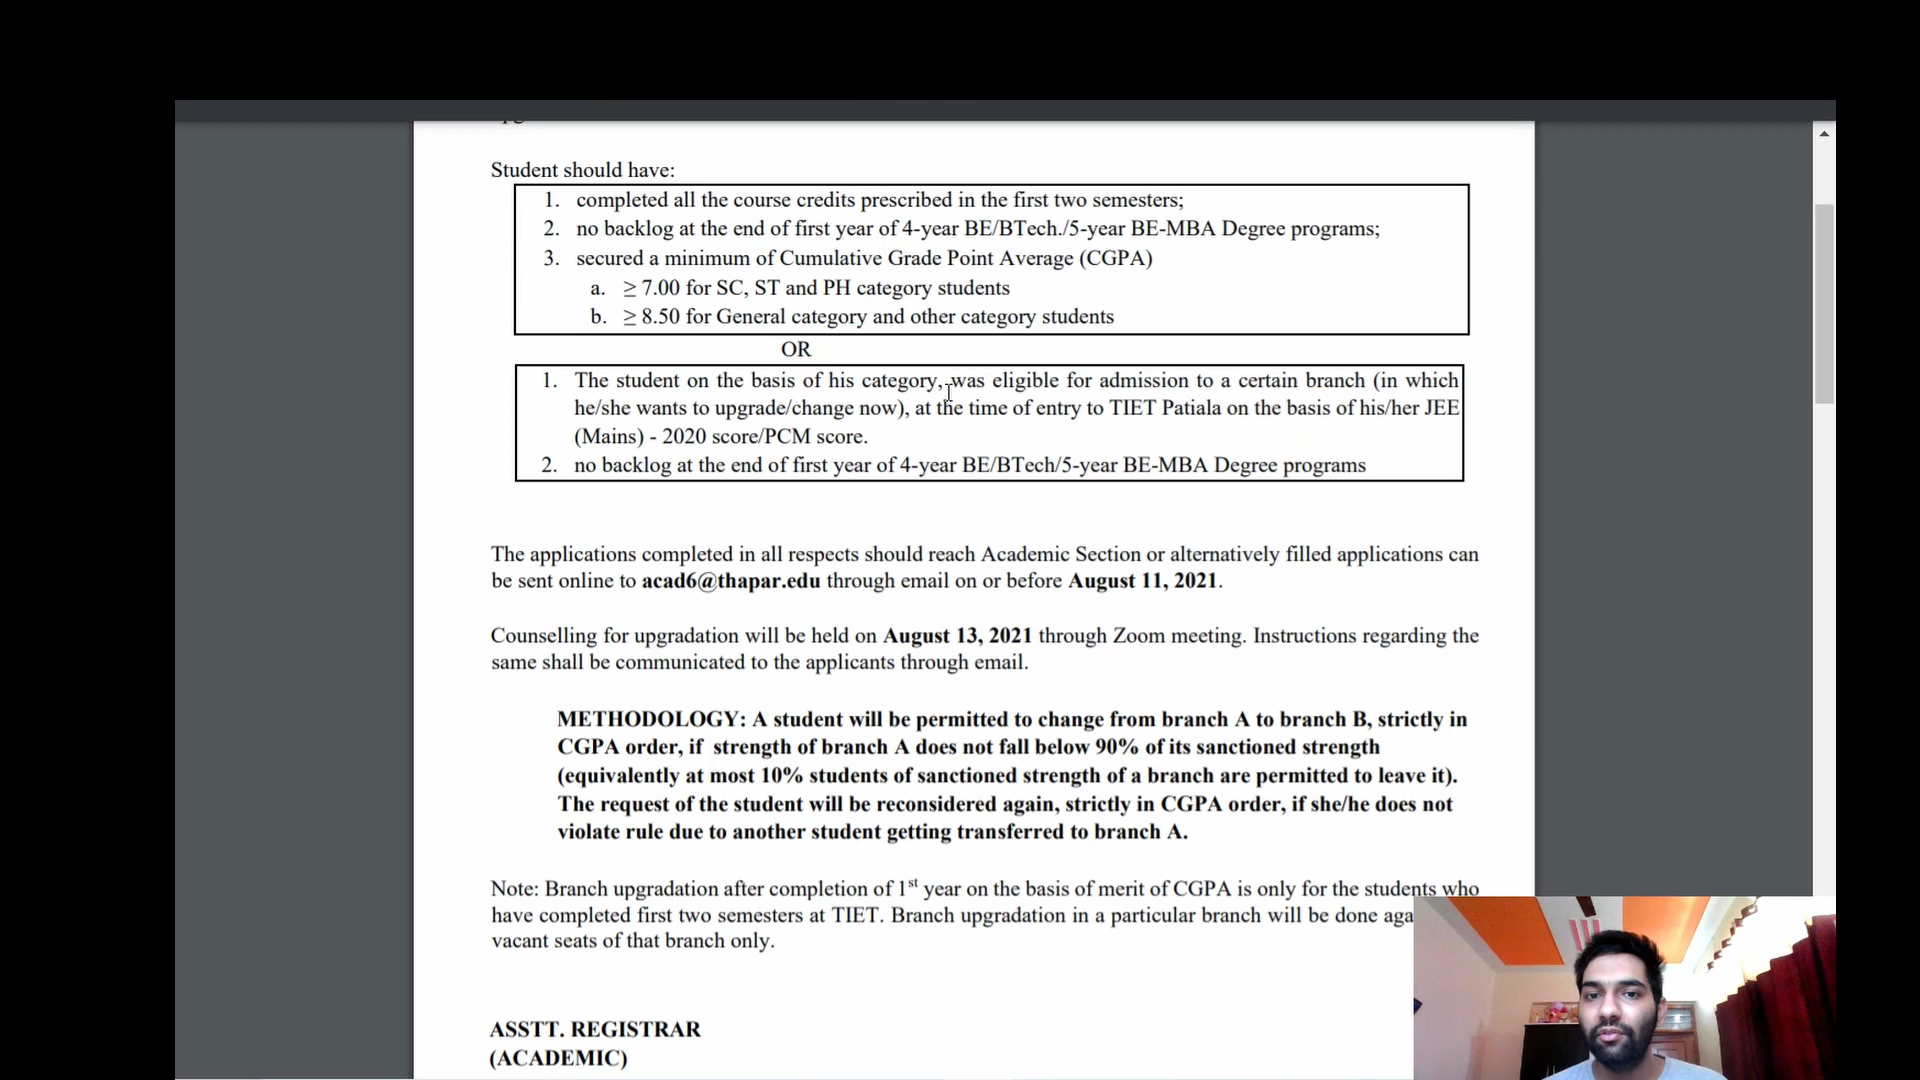 Student should have:
1. completed all the course credits prescribed in the first two semesters;
2. no backlog at the end of first year of 4-year BE/BTech./5-year BE-MBA Degree programs;
3. secured a minimum of Cumulative Grade Point Average (CGPA)
a. ≥ 7.00 for SC, ST and PH category students
b. ≥ 8.50 for General category and other category students
OR
1. The student on the basis of his category, was eligible for admission to a certain branch (in which
he/she wants to upgrade/change now), at the time of entry to TIET Patiala on the basis of his/her JEE
(Mains) - 2020 score/PCM score.
2. no backlog at the end of first year of 4-year BE/BTech/5-year BE-MBA Degree programs
The applications completed in all respects should reach Academic Section or alternatively filled applications can
be sent online to acad6@thapar.edu through email on or before August 11, 2021.
Counselling for upgradation will be held on August 13, 2021 through Zoom meeting. Instructions regarding the
same shall be communicated to the applicants through email.
METHODOLOGY: A student will be permitted to change from branch A to branch B, strictly in
CGPA order, if strength of branch A does not fall below 90% of its sanctioned strength
(equivalently at most 10% students of sanctioned strength of a branch are permitted to leave it).
The request of the student will be reconsidered again, strictly in CGPA order, if she/he does not
violate rule due to another student getting transferred to branch A.
Note: Branch upgradation after completion of 1st year on the basis of merit of CGPA is only for the students who
have completed first two semesters at TIET. Branch upgradation in a particular branch will be done aga
vacant seats of that branch only.
ASSTT. REGISTRAR
(ACADEMIC)